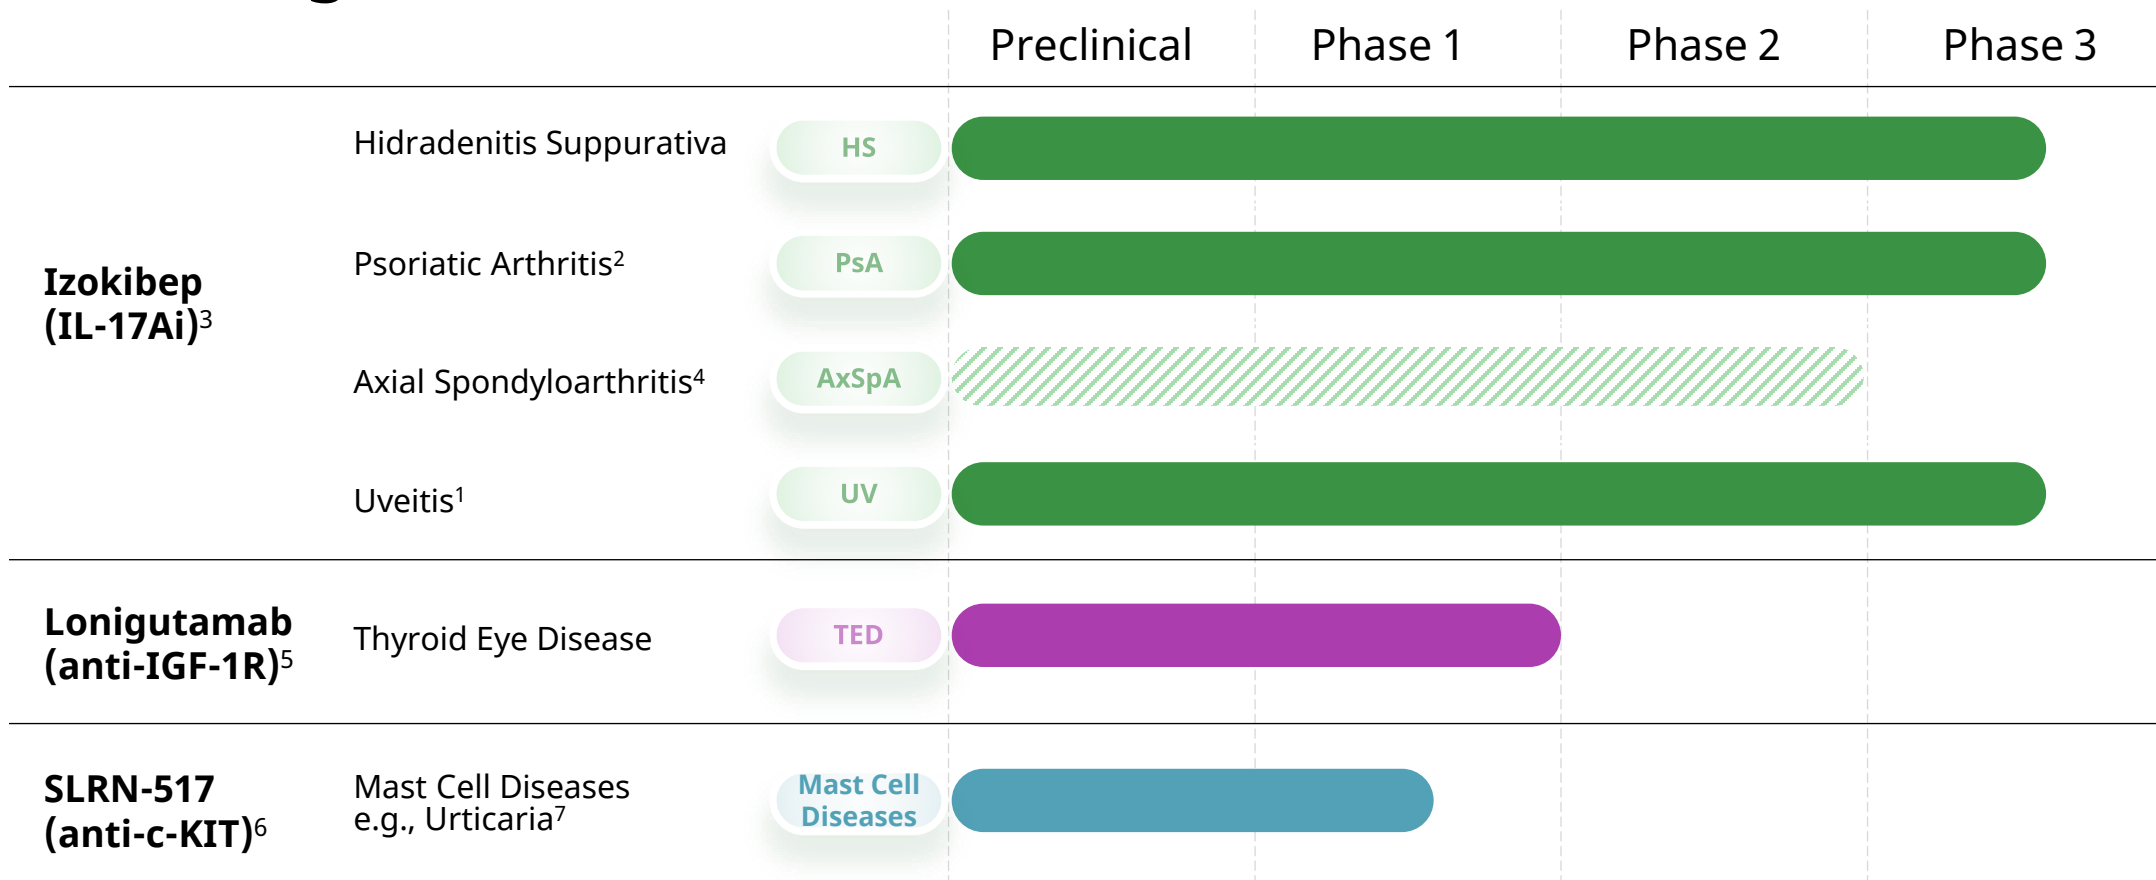 Preclinical Phase 1 Phase 2 Phase 3
Hidradenitis Suppurativa HS
Psoriatic Arthritis² PsA
Izokibep
(IL-17Ai)³
Axial Spondyloarthritis⁴ AxSpA
Uveitis¹ UV
Lonigutamab
(anti-IGF-1R)⁵
Thyroid Eye Disease TED
SLRN-517
(anti-c-KIT)⁶
Mast Cell Diseases
e.g., Urticaria⁷
Mast Cell
Diseases